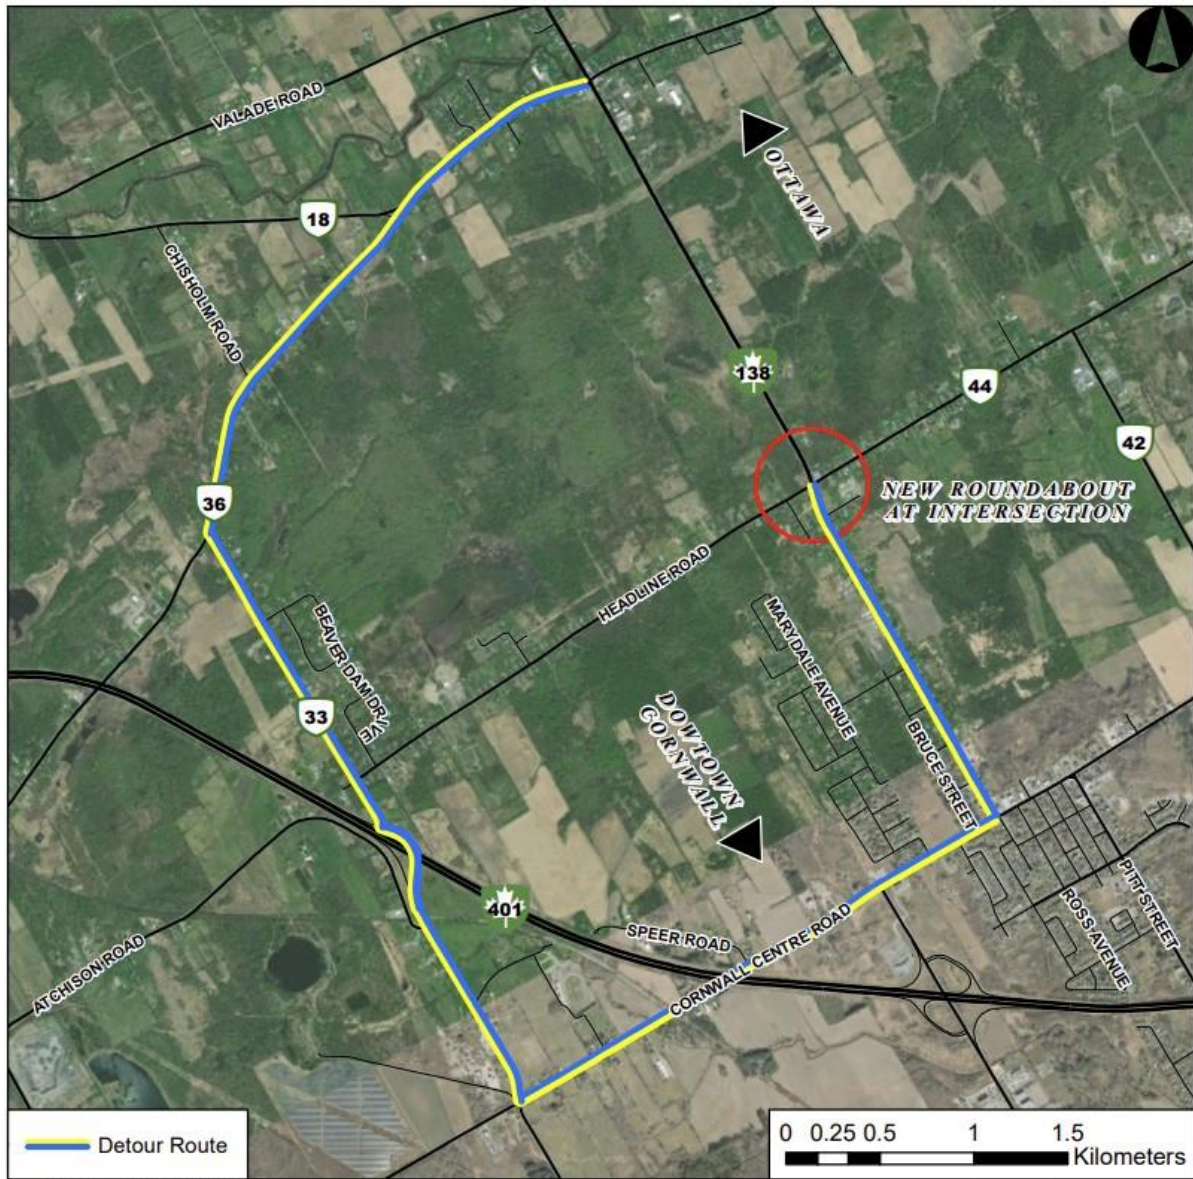 VALADE ROAD
OTTAWA
18
CHISHOLM ROAD
138
44
42
36
NEW ROUNDABOUT
AT INTERSECTION
HEADLINE ROAD
BEAVER DAM DRIVE
MARYDALE AVENUE
33
DOWTOWN
CORNWALL
BRUCE STREET
401
SPEER ROAD
PITT STREET
ROSS AVENUE
ATCHISON ROAD
CORNWALL CENTRE ROAD
Detour Route
0 0.25 0.5 1 1.5
Kilometers